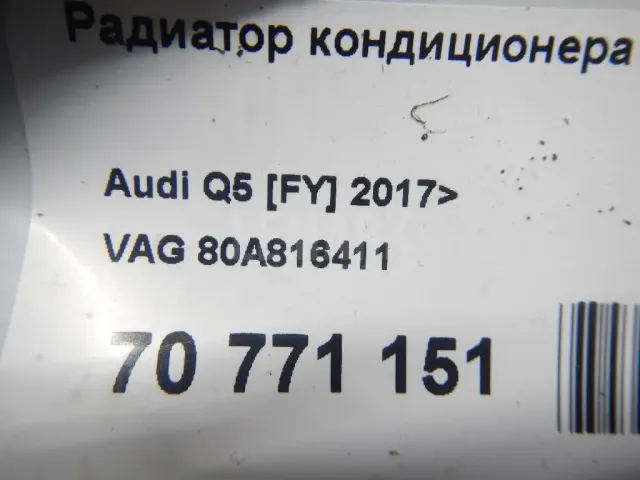 Радиатор кондиционера
Audi Q5 [FY] 2017>
VAG 80A816411
70 771 151